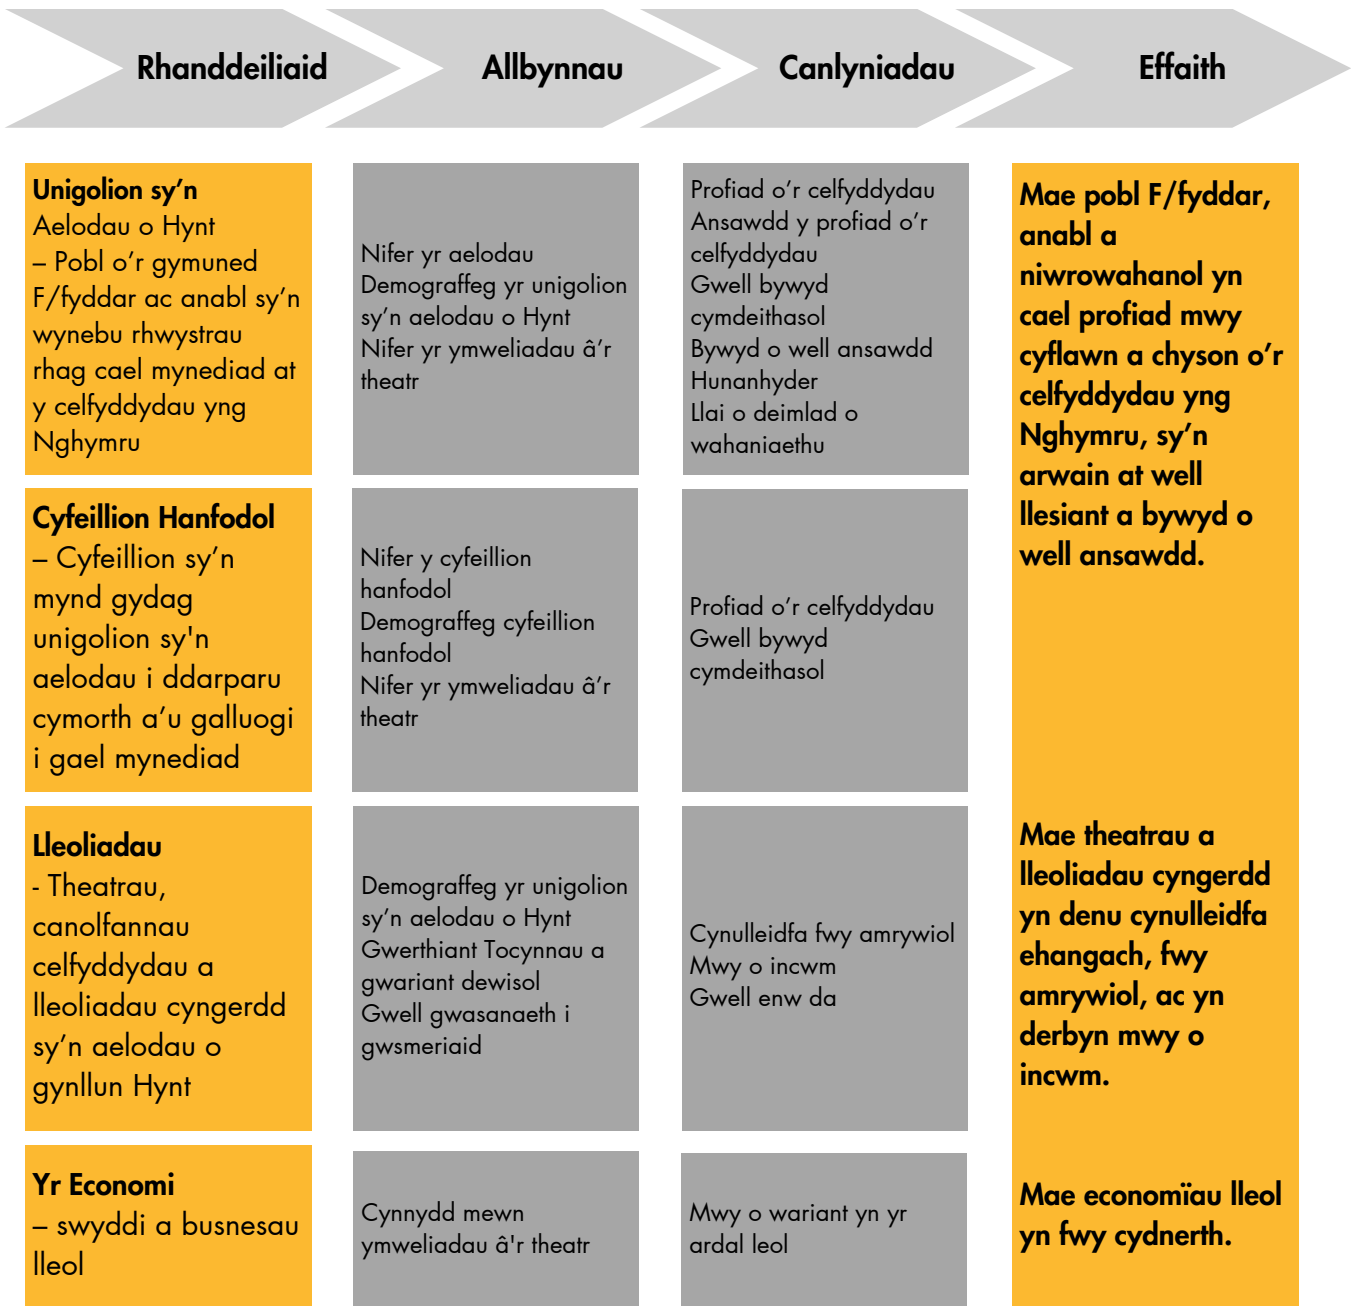 Rhanddeiliaid
Allbynnau
Canlyniadau
Effaith
Unigolion sy’n
Aelodau o Hynt
– Pobl o’r gymuned
F/fyddar ac anabl sy’n
wynebu rhwystrau
rhag cael mynediad at
y celfyddydau yng
Nghymru
Nifer yr aelodau
Demograffeg yr unigolion
sy’n aelodau o Hynt
Nifer yr ymweliadau â’r
theatr
Profiad o’r celfyddydau
Ansawdd y profiad o’r
celfyddydau
Gwell bywyd
cymdeithasol
Bywyd o well ansawdd
Hunanhyder
Llai o deimlad o
wahaniaethu
Mae pobl F/fyddar,
anabl a
niwrowahanol yn
cael profiad mwy
cyflawn a chyson o’r
celfyddydau yng
Nghymru, sy’n
arwain at well
llesiant a bywyd o
well ansawdd.
Cyfeillion Hanfodol
– Cyfeillion sy’n
mynd gydag
unigolion sy'n
aelodau i ddarparu
cymorth a’u galluogi
i gael mynediad
Nifer y cyfeillion
hanfodol
Demograffeg cyfeillion
hanfodol
Nifer yr ymweliadau â’r
theatr
Profiad o’r celfyddydau
Gwell bywyd
cymdeithasol
Lleoliadau
- Theatrau,
canolfannau
celfyddydau a
lleoliadau cyngerdd
sy’n aelodau o
gynllun Hynt
Demograffeg yr unigolion
sy’n aelodau o Hynt
Gwerthiant Tocynnau a
gwariant dewisol
Gwell gwasanaeth i
gwsmeriaid
Cynulleidfa fwy amrywiol
Mwy o incwm
Gwell enw da
Mae theatrau a
lleoliadau cyngerdd
yn denu cynulleidfa
ehangach, fwy
amrywiol, ac yn
derbyn mwy o
incwm.
Yr Economi
– swyddi a busnesau
lleol
Cynnydd mewn
ymweliadau â'r theatr
Mwy o wariant yn yr
ardal leol
Mae economïau lleol
yn fwy cydnerth.